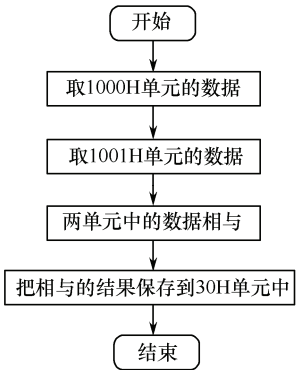 开始
取1000H单元的数据
取1001H单元的数据
两单元中的数据相与
把相与的结果保存到30H单元中
结束